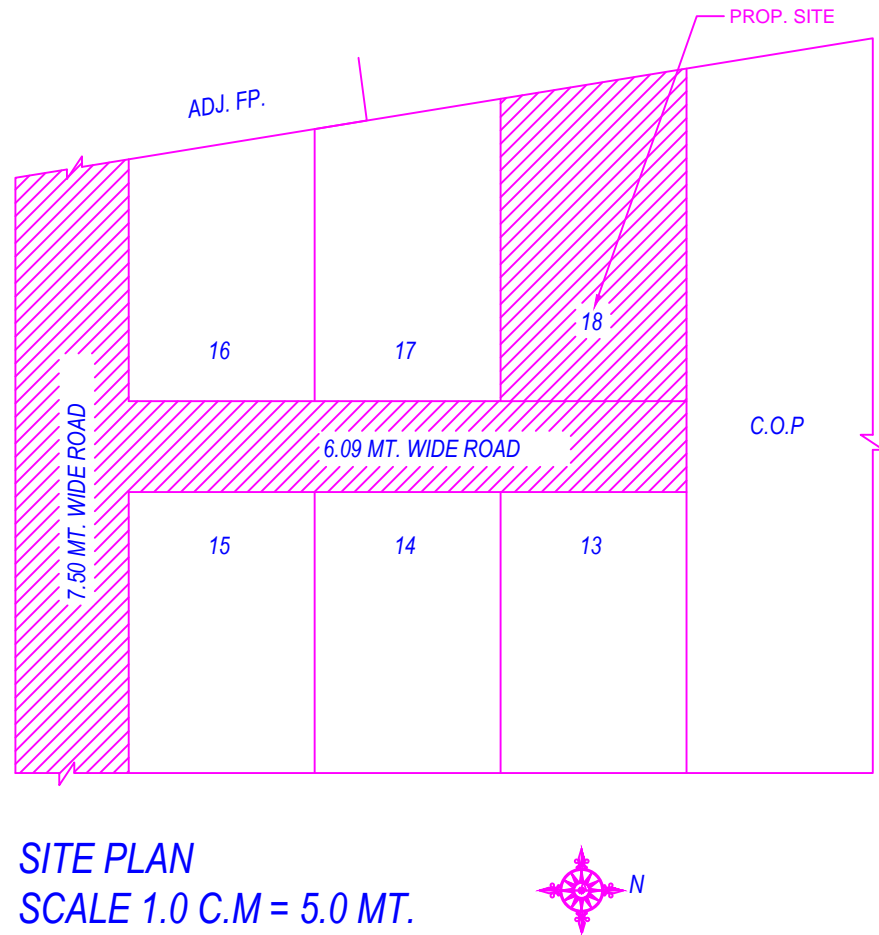 PROP. SITE
ADJ. FP.
18
16
17
7.50 MT. WIDE ROAD
6.09 MT. WIDE ROAD
C.O.P
15
14
13
SITE PLAN
SCALE 1.0 C.M = 5.0 MT.
N